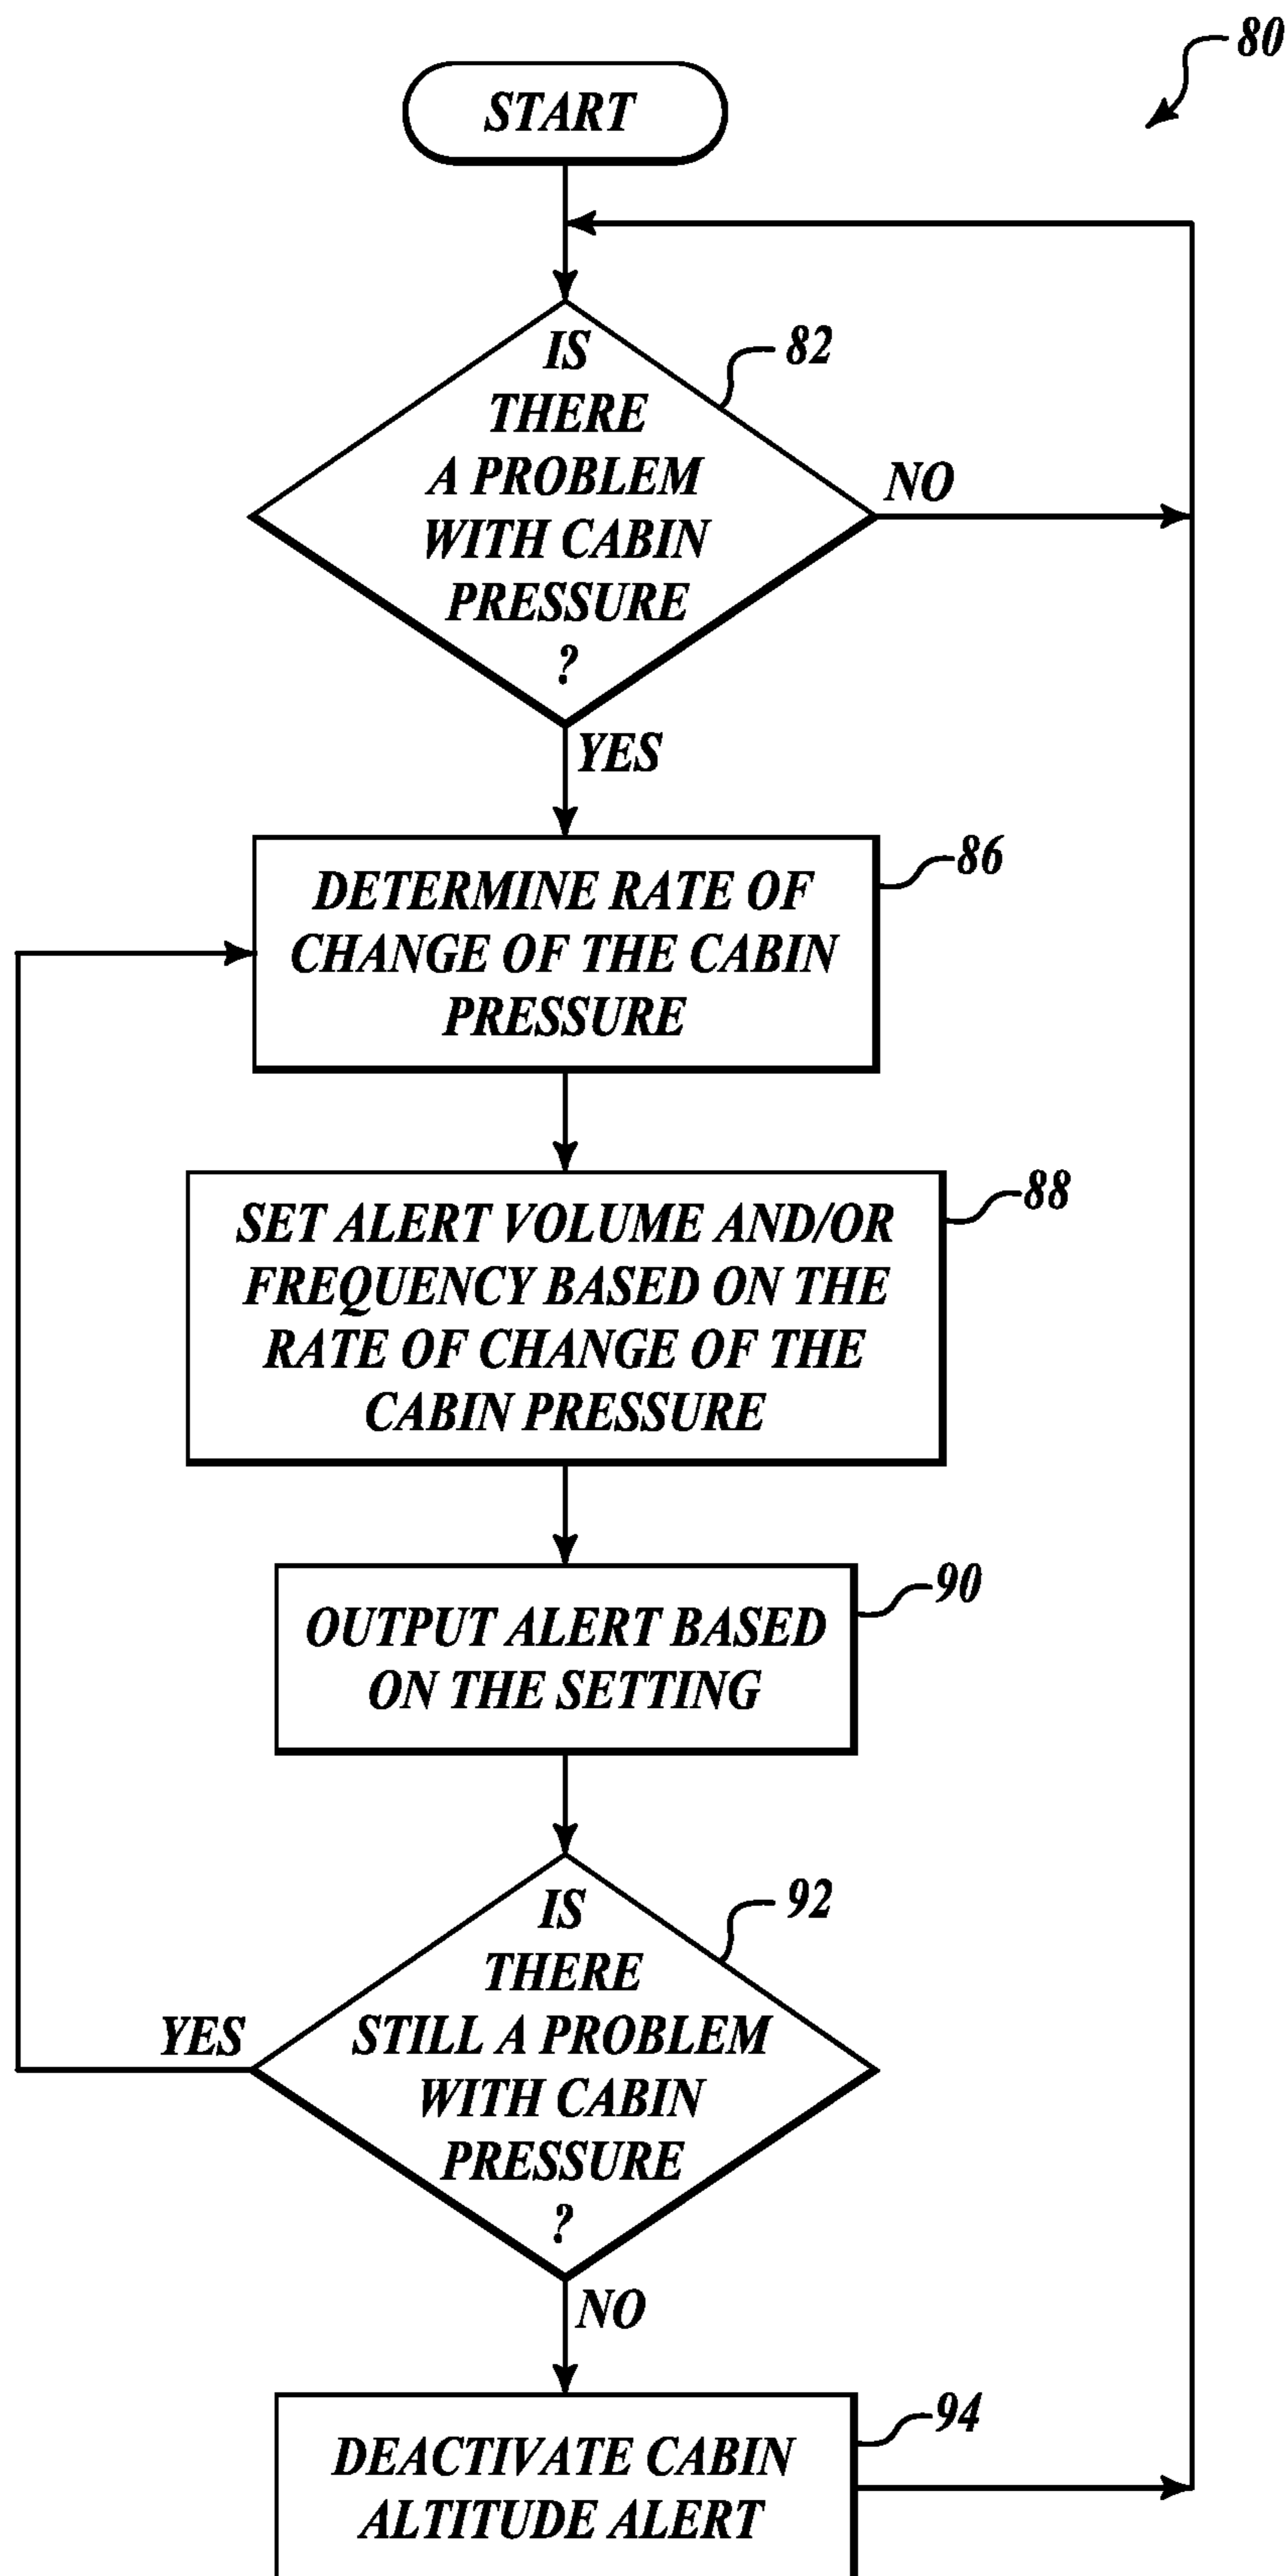 80
START
IS
THERE
A PROBLEM
WITH CABIN
PRESSURE
?
82
NO
YES
DETERMINE RATE OF
CHANGE OF THE CABIN
PRESSURE
86
SET ALERT VOLUME AND/OR
FREQUENCY BASED ON THE
RATE OF CHANGE OF THE
CABIN PRESSURE
88
OUTPUT ALERT BASED
ON THE SETTING
90
IS
THERE
STILL A PROBLEM
WITH CABIN
PRESSURE
?
92
YES
NO
DEACTIVATE CABIN
ALTITUDE ALERT
94